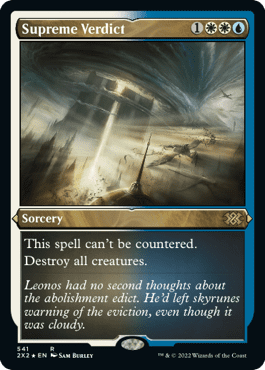 Supreme Verdict 1
Sorcery
This spell can't be countered.
Destroy all creatures.
Leonos had no second thoughts about
the abolishment edict. He'd left skyrunes
warning of the eviction, even though it
was cloudy.
541 R
2X2 ★ EN SAM BURLEY ™ & © 2022 Wizards of the Coast